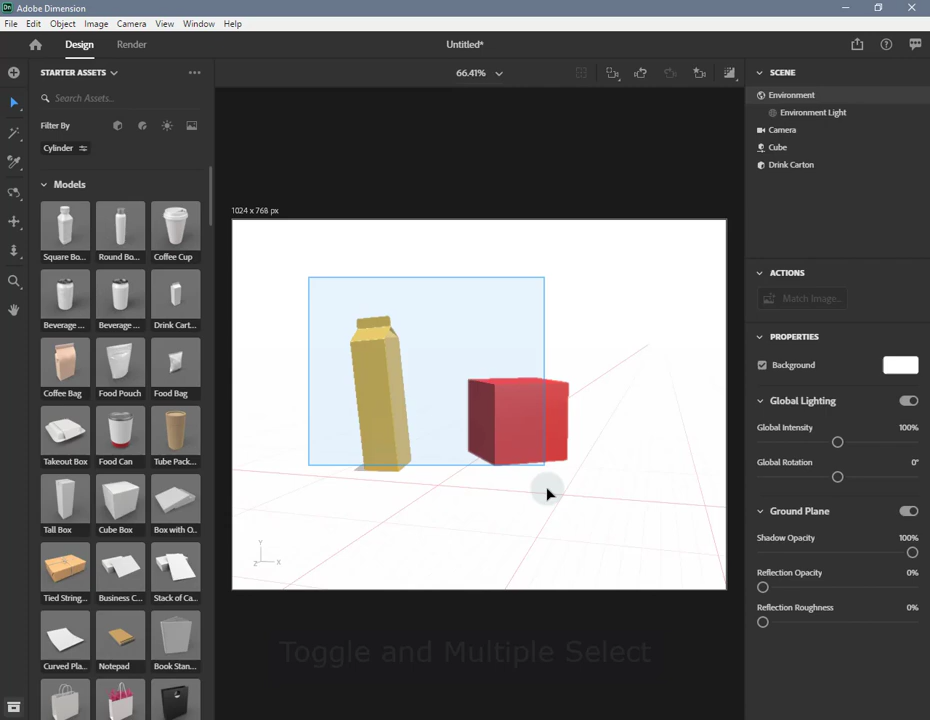 Dn Adobe Dimension
File Edit Object Image Camera View Window Help
Design Render Untitled*
STARTER ASSETS
Search Assets...
Filter By
Cylinder
Models
Square Bo... Round Bo... Coffee Cup
Beverage ... Beverage ... Drink Cart...
Coffee Bag Food Pouch Food Bag
Takeout Box Food Can Tube Pack...
Tall Box Cube Box Box with O...
Tied String... Business C... Stack of Ca...
Curved Pla... Notepad Book Stan...
66.41%
1024 x 768 px
Y
Z X
Toggle and Multiple Select
SCENE
Environment
Environment Light
Camera
Cube
Drink Carton
ACTIONS
Match Image...
PROPERTIES
Background
Global Lighting
Global Intensity 100%
Global Rotation 0°
Ground Plane
Shadow Opacity 100%
Reflection Opacity 0%
Reflection Roughness 0%